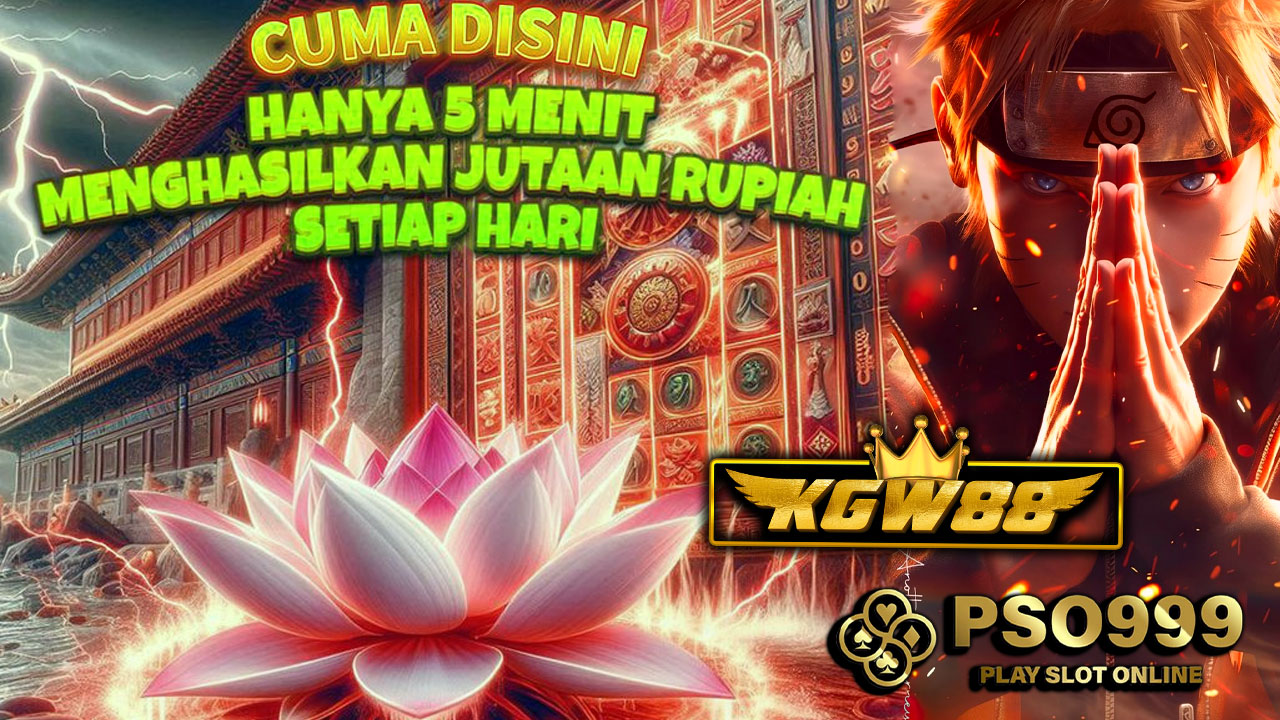 CUMA DISINI
HANYA 5 MENIT
MENGHASILKAN JUTAAN RUPIAH
SETIAP HARI
KGW88
PSO999
PLAY SLOT ONLINE